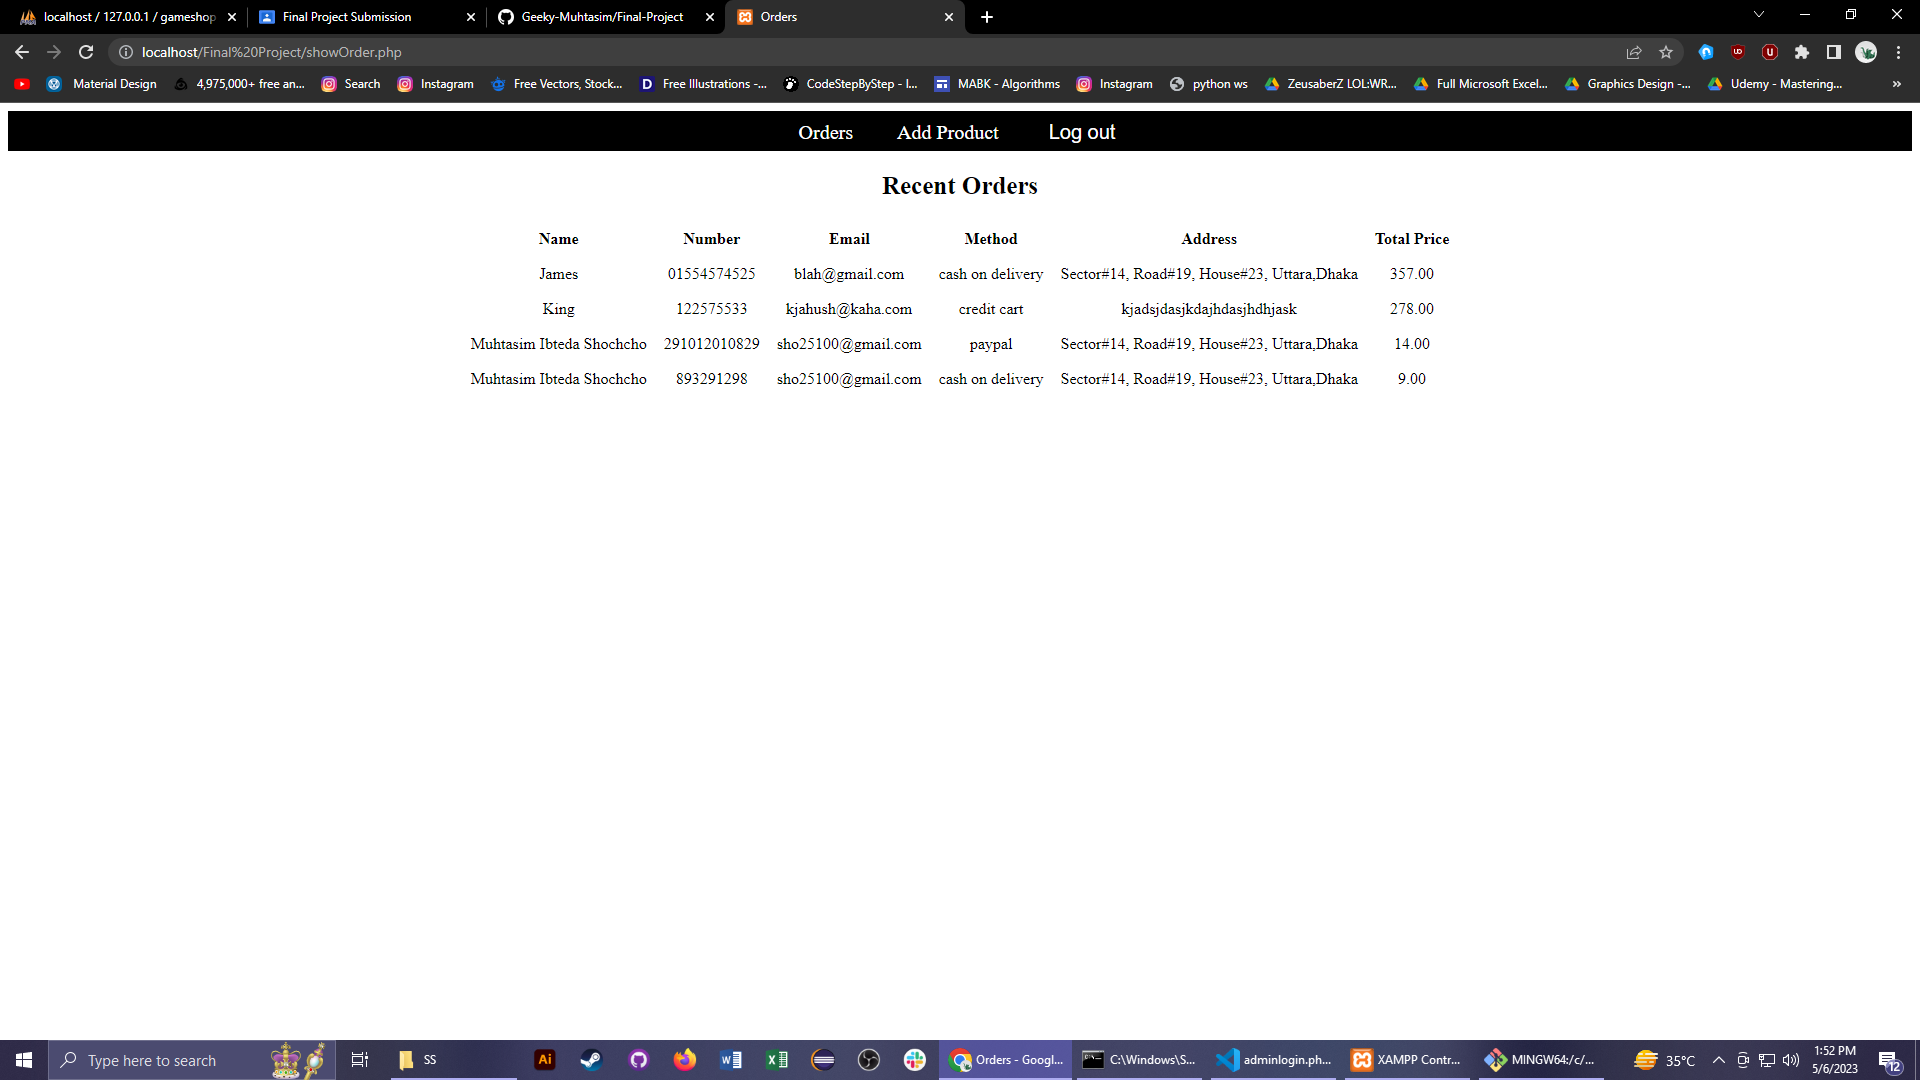 localhost / 127.0.0.1 / gameshop
Final Project Submission
Geeky-Muhtasim/Final-Project
Orders
localhost/Final%20Project/showOrder.php
Material Design
4,975,000+ free an...
Search
Instagram
Free Vectors, Stock...
Free Illustrations -...
CodeStepByStep - I...
MABK - Algorithms
Instagram
python ws
ZeusaberZ LOL:WR...
Full Microsoft Excel...
Graphics Design -...
Udemy - Mastering...
»
Orders Add Product Log out
Recent Orders
Name Number Email Method Address Total Price
James 01554574525 blah@gmail.com cash on delivery Sector#14, Road#19, House#23, Uttara,Dhaka 357.00
King 122575533 kjahush@kaha.com credit cart kjadsjdasjkdajhdasjhdhjask 278.00
Muhtasim Ibteda Shochcho 291012010829 sho25100@gmail.com paypal Sector#14, Road#19, House#23, Uttara,Dhaka 14.00
Muhtasim Ibteda Shochcho 893291298 sho25100@gmail.com cash on delivery Sector#14, Road#19, House#23, Uttara,Dhaka 9.00
Type here to search
SS
Ai
Orders - Googl...
C:\Windows\S...
adminlogin.ph...
XAMPP Contr...
MINGW64:/c/...
35°C
1:52 PM
5/6/2023
12